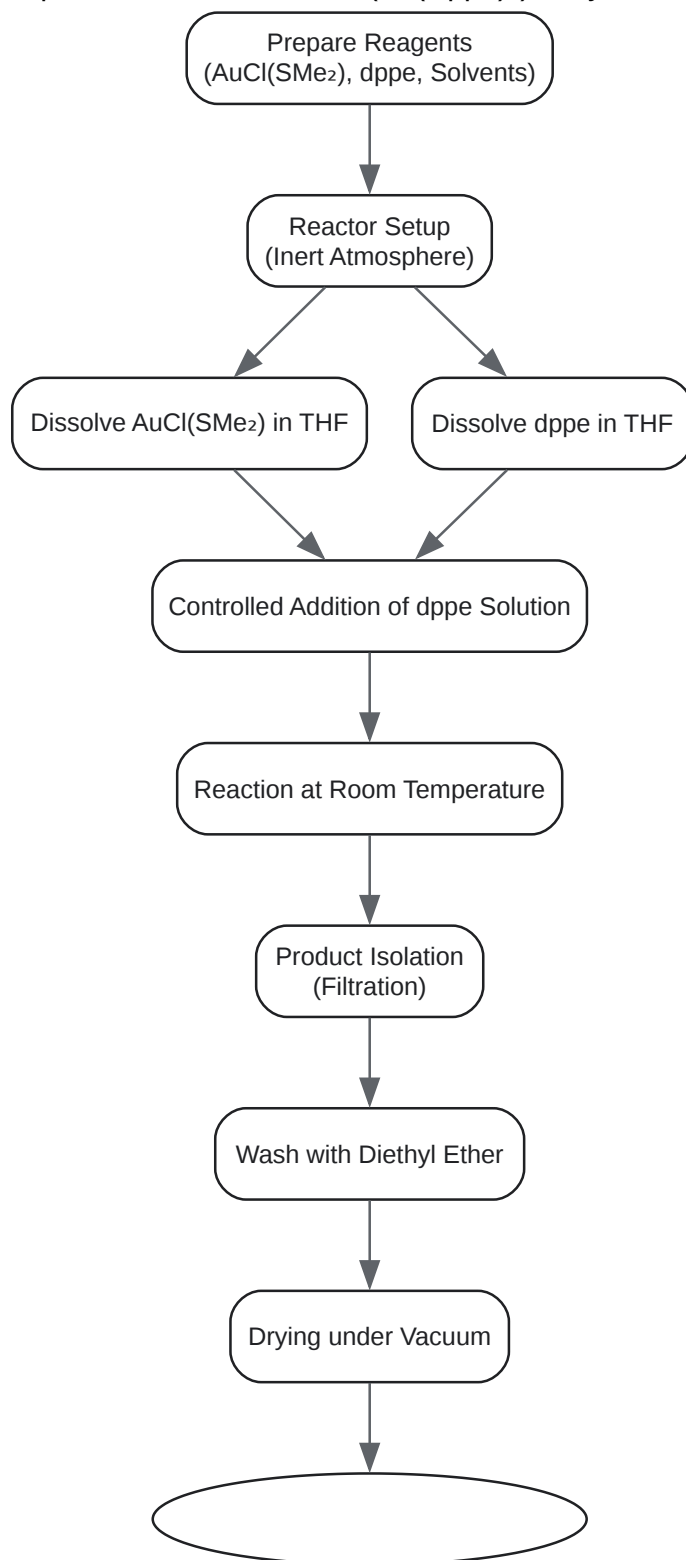 Prepare Reagents
(AuCl(SMe₂), dppe, Solvents)
Reactor Setup
(Inert Atmosphere)
Dissolve AuCl(SMe₂) in THF
Dissolve dppe in THF
Controlled Addition of dppe Solution
Reaction at Room Temperature
Product Isolation
(Filtration)
Wash with Diethyl Ether
Drying under Vacuum